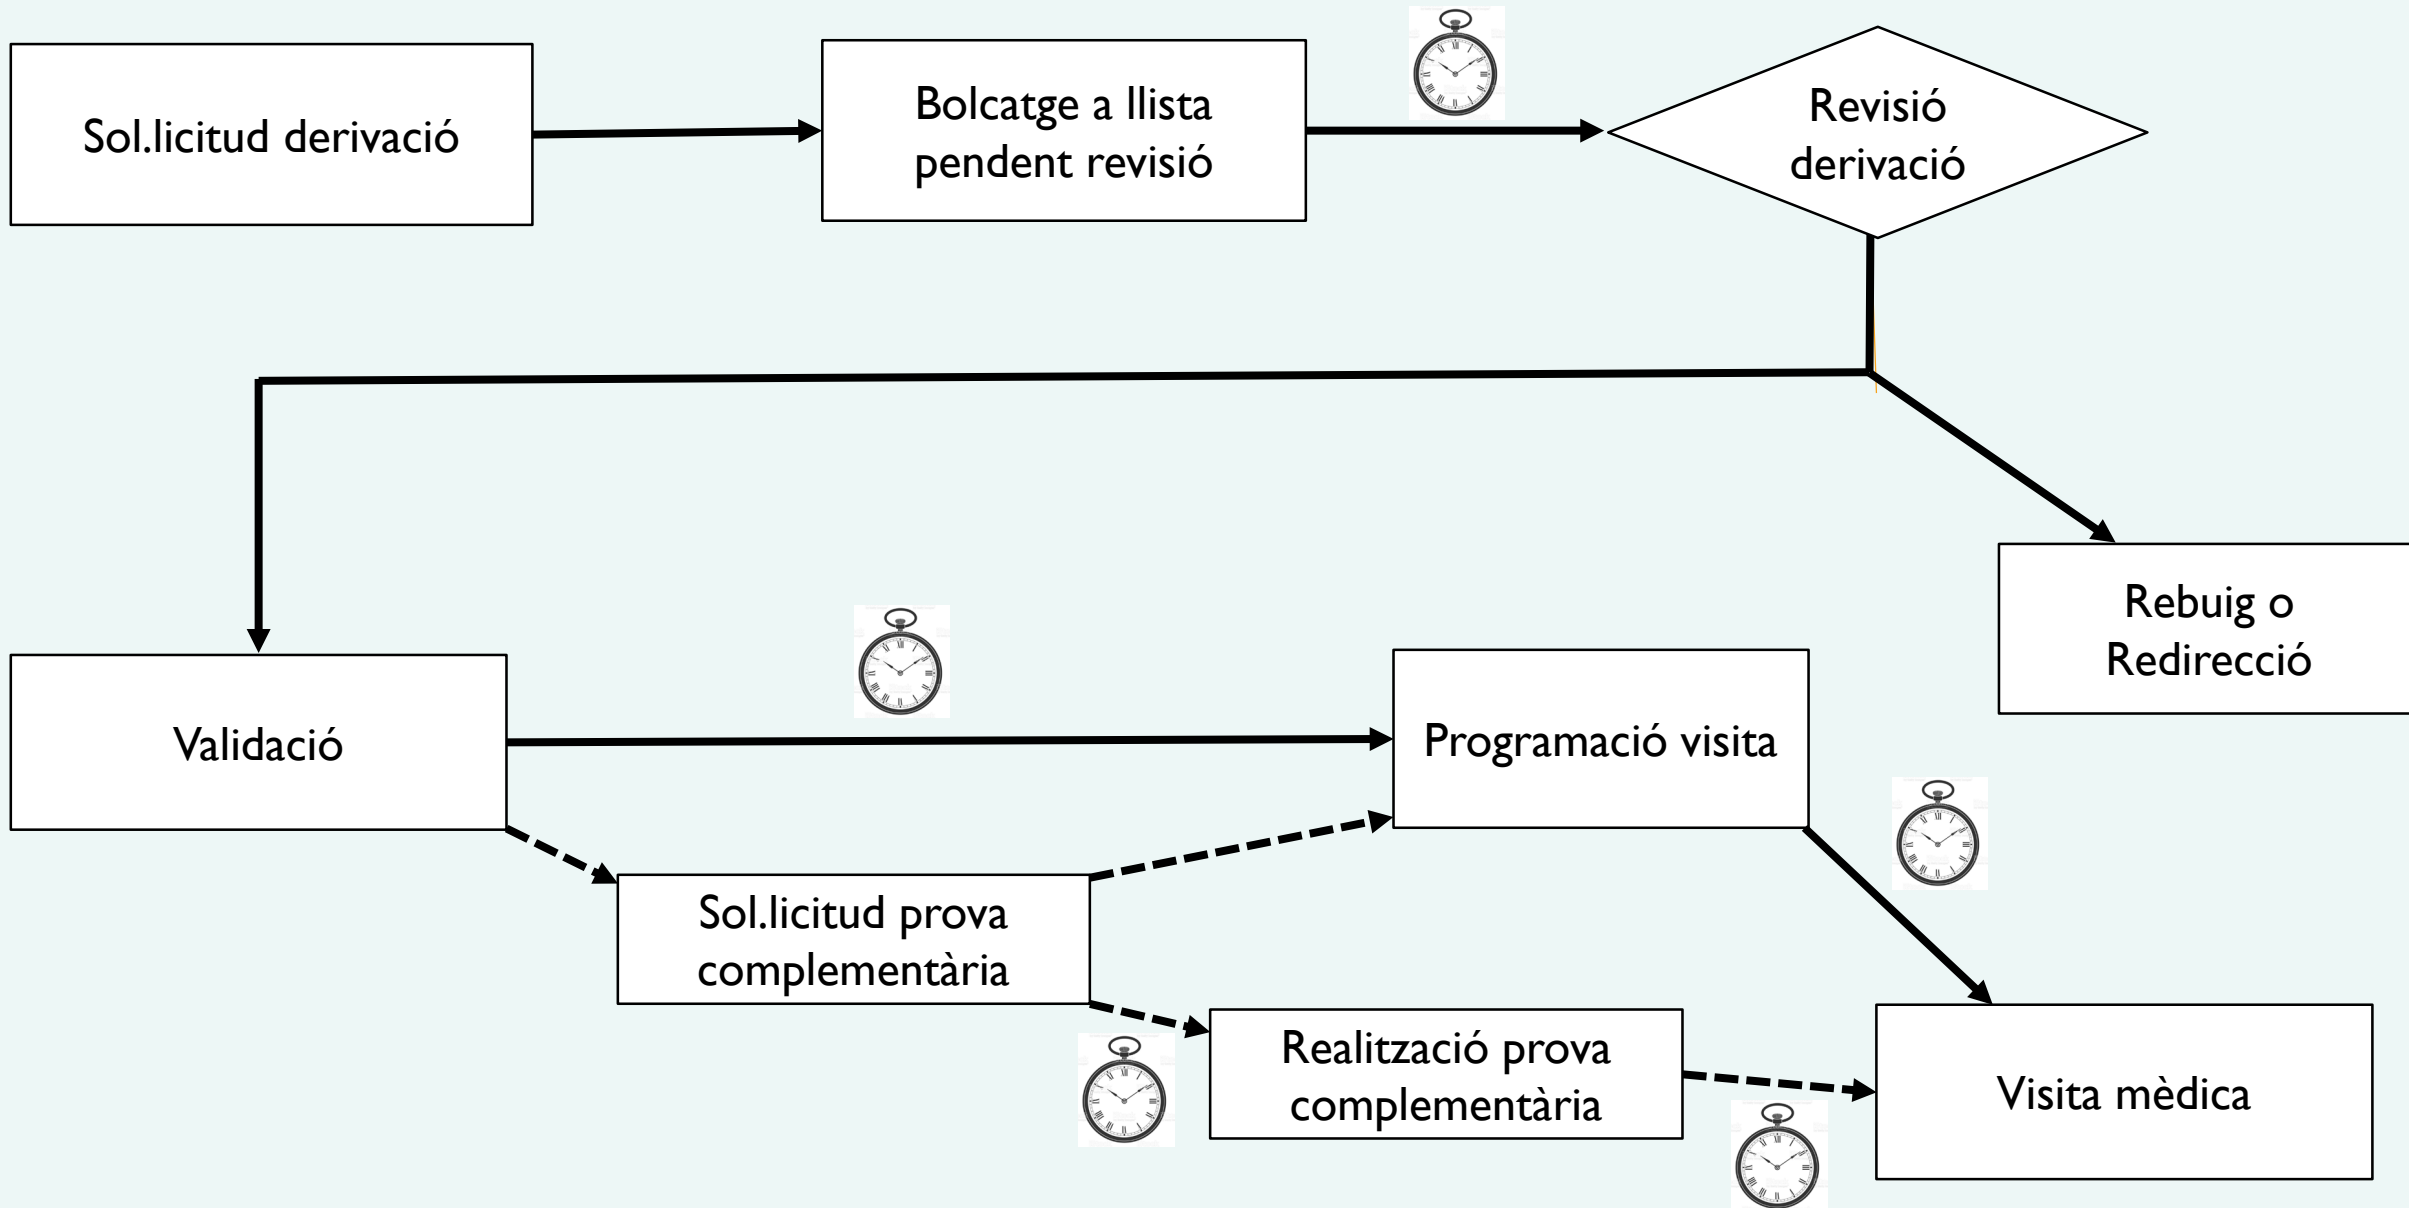 Sol.licitud derivació
Bolcatge a llista
pendent revisió
Revisió
derivació
Rebuig o
Redirecció
Validació
Programació visita
Sol.licitud prova
complementària
Realització prova
complementària
Visita mèdica